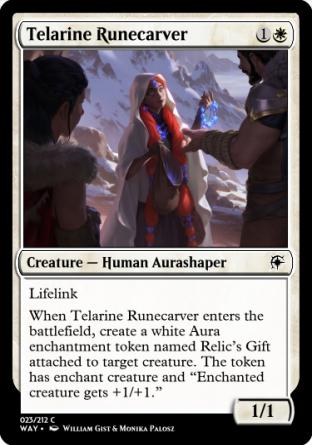 Telarine Runecarver 1
Creature — Human Aurashaper
Lifelink
When Telarine Runecarver enters the
battlefield, create a white Aura
enchantment token named Relic's Gift
attached to target creature. The token
has enchant creature and “Enchanted
creature gets +1/+1.”
1/1
023/212 C
WAY • William Gist & Monika Palosz